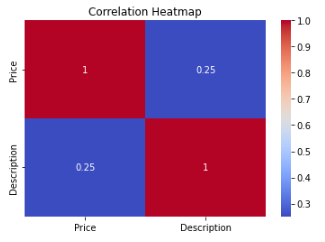 Correlation Heatmap
Price
Description
1
0.25
0.25
1
Price
Description
1.0
0.9
0.8
0.7
0.6
0.5
0.4
0.3